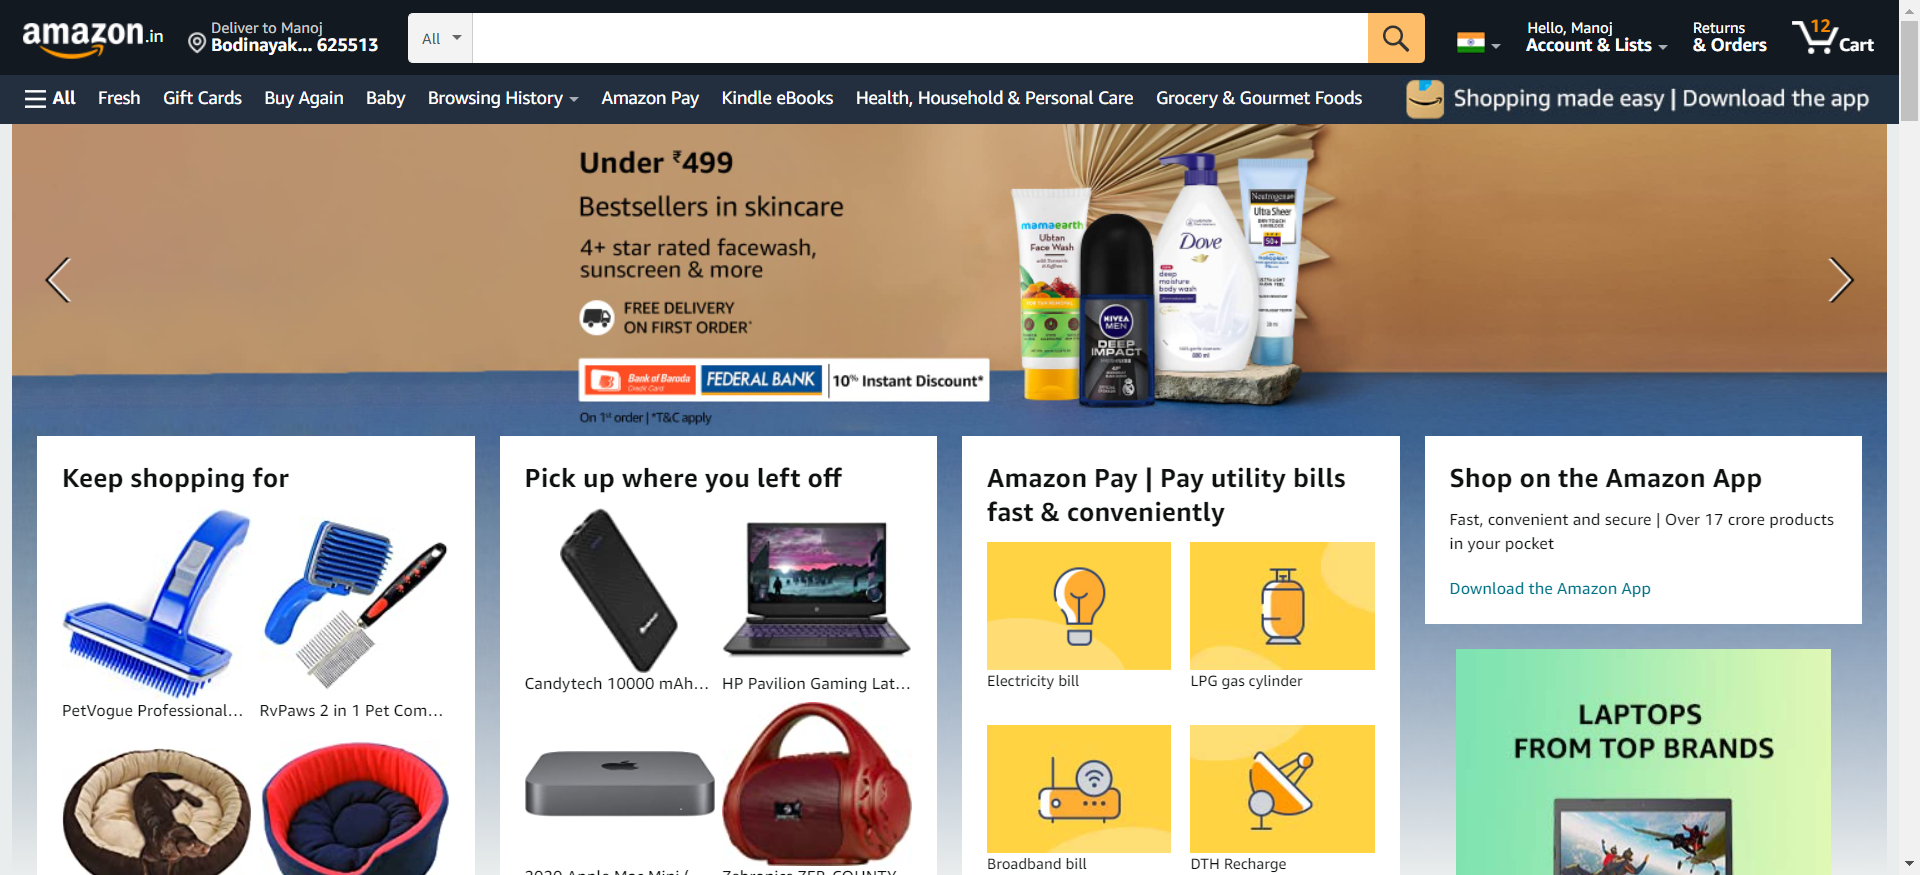 amazon.in
Deliver to Manoj
Bodinayak... 625513
All
Hello, Manoj
Account & Lists
Returns
& Orders
12
Cart
All
Fresh
Gift Cards
Buy Again
Baby
Browsing History
Amazon Pay
Kindle eBooks
Health, Household & Personal Care
Grocery & Gourmet Foods
Shopping made easy | Download the app
Under ₹499
Bestsellers in skincare
4+ star rated facewash,
sunscreen & more
FREE DELIVERY
ON FIRST ORDER*
Bank of Baroda
Credit Card
FEDERAL BANK
10% Instant Discount*
On 1st order | *T&C apply
mamaearth
Ubtan
Face Wash
NIVEA
MEN
DEEP
IMPACT
Dove
deep
moisture
body wash
Neutrogena
Ultra Sheer
50+
Keep shopping for
PetVogue Professional...
RvPaws 2 in 1 Pet Com...
Pick up where you left off
Candytech 10000 mAh...
HP Pavilion Gaming Lat...
2020 Apple Mac Mini (...
Zebronics ZEB-COUNTY...
Amazon Pay | Pay utility bills
fast & conveniently
Electricity bill
LPG gas cylinder
Broadband bill
DTH Recharge
Shop on the Amazon App
Fast, convenient and secure | Over 17 crore products
in your pocket
Download the Amazon App
LAPTOPS
FROM TOP BRANDS